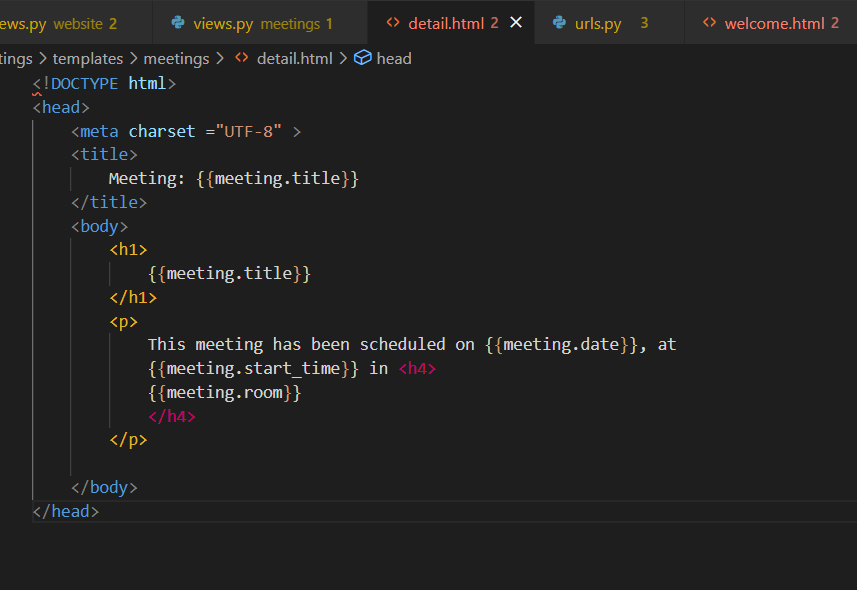 ews.py website 2 views.py meetings 1 detail.html 2 urls.py 3 welcome.html 2
tings > templates > meetings > detail.html > head
<!DOCTYPE html>
<head>
<meta charset ="UTF-8" >
<title>
Meeting: {{meeting.title}}
</title>
<body>
<h1>
{{meeting.title}}
</h1>
<p>
This meeting has been scheduled on {{meeting.date}}, at
{{meeting.start_time}} in <h4>
{{meeting.room}}
</h4>
</p>
</body>
</head>